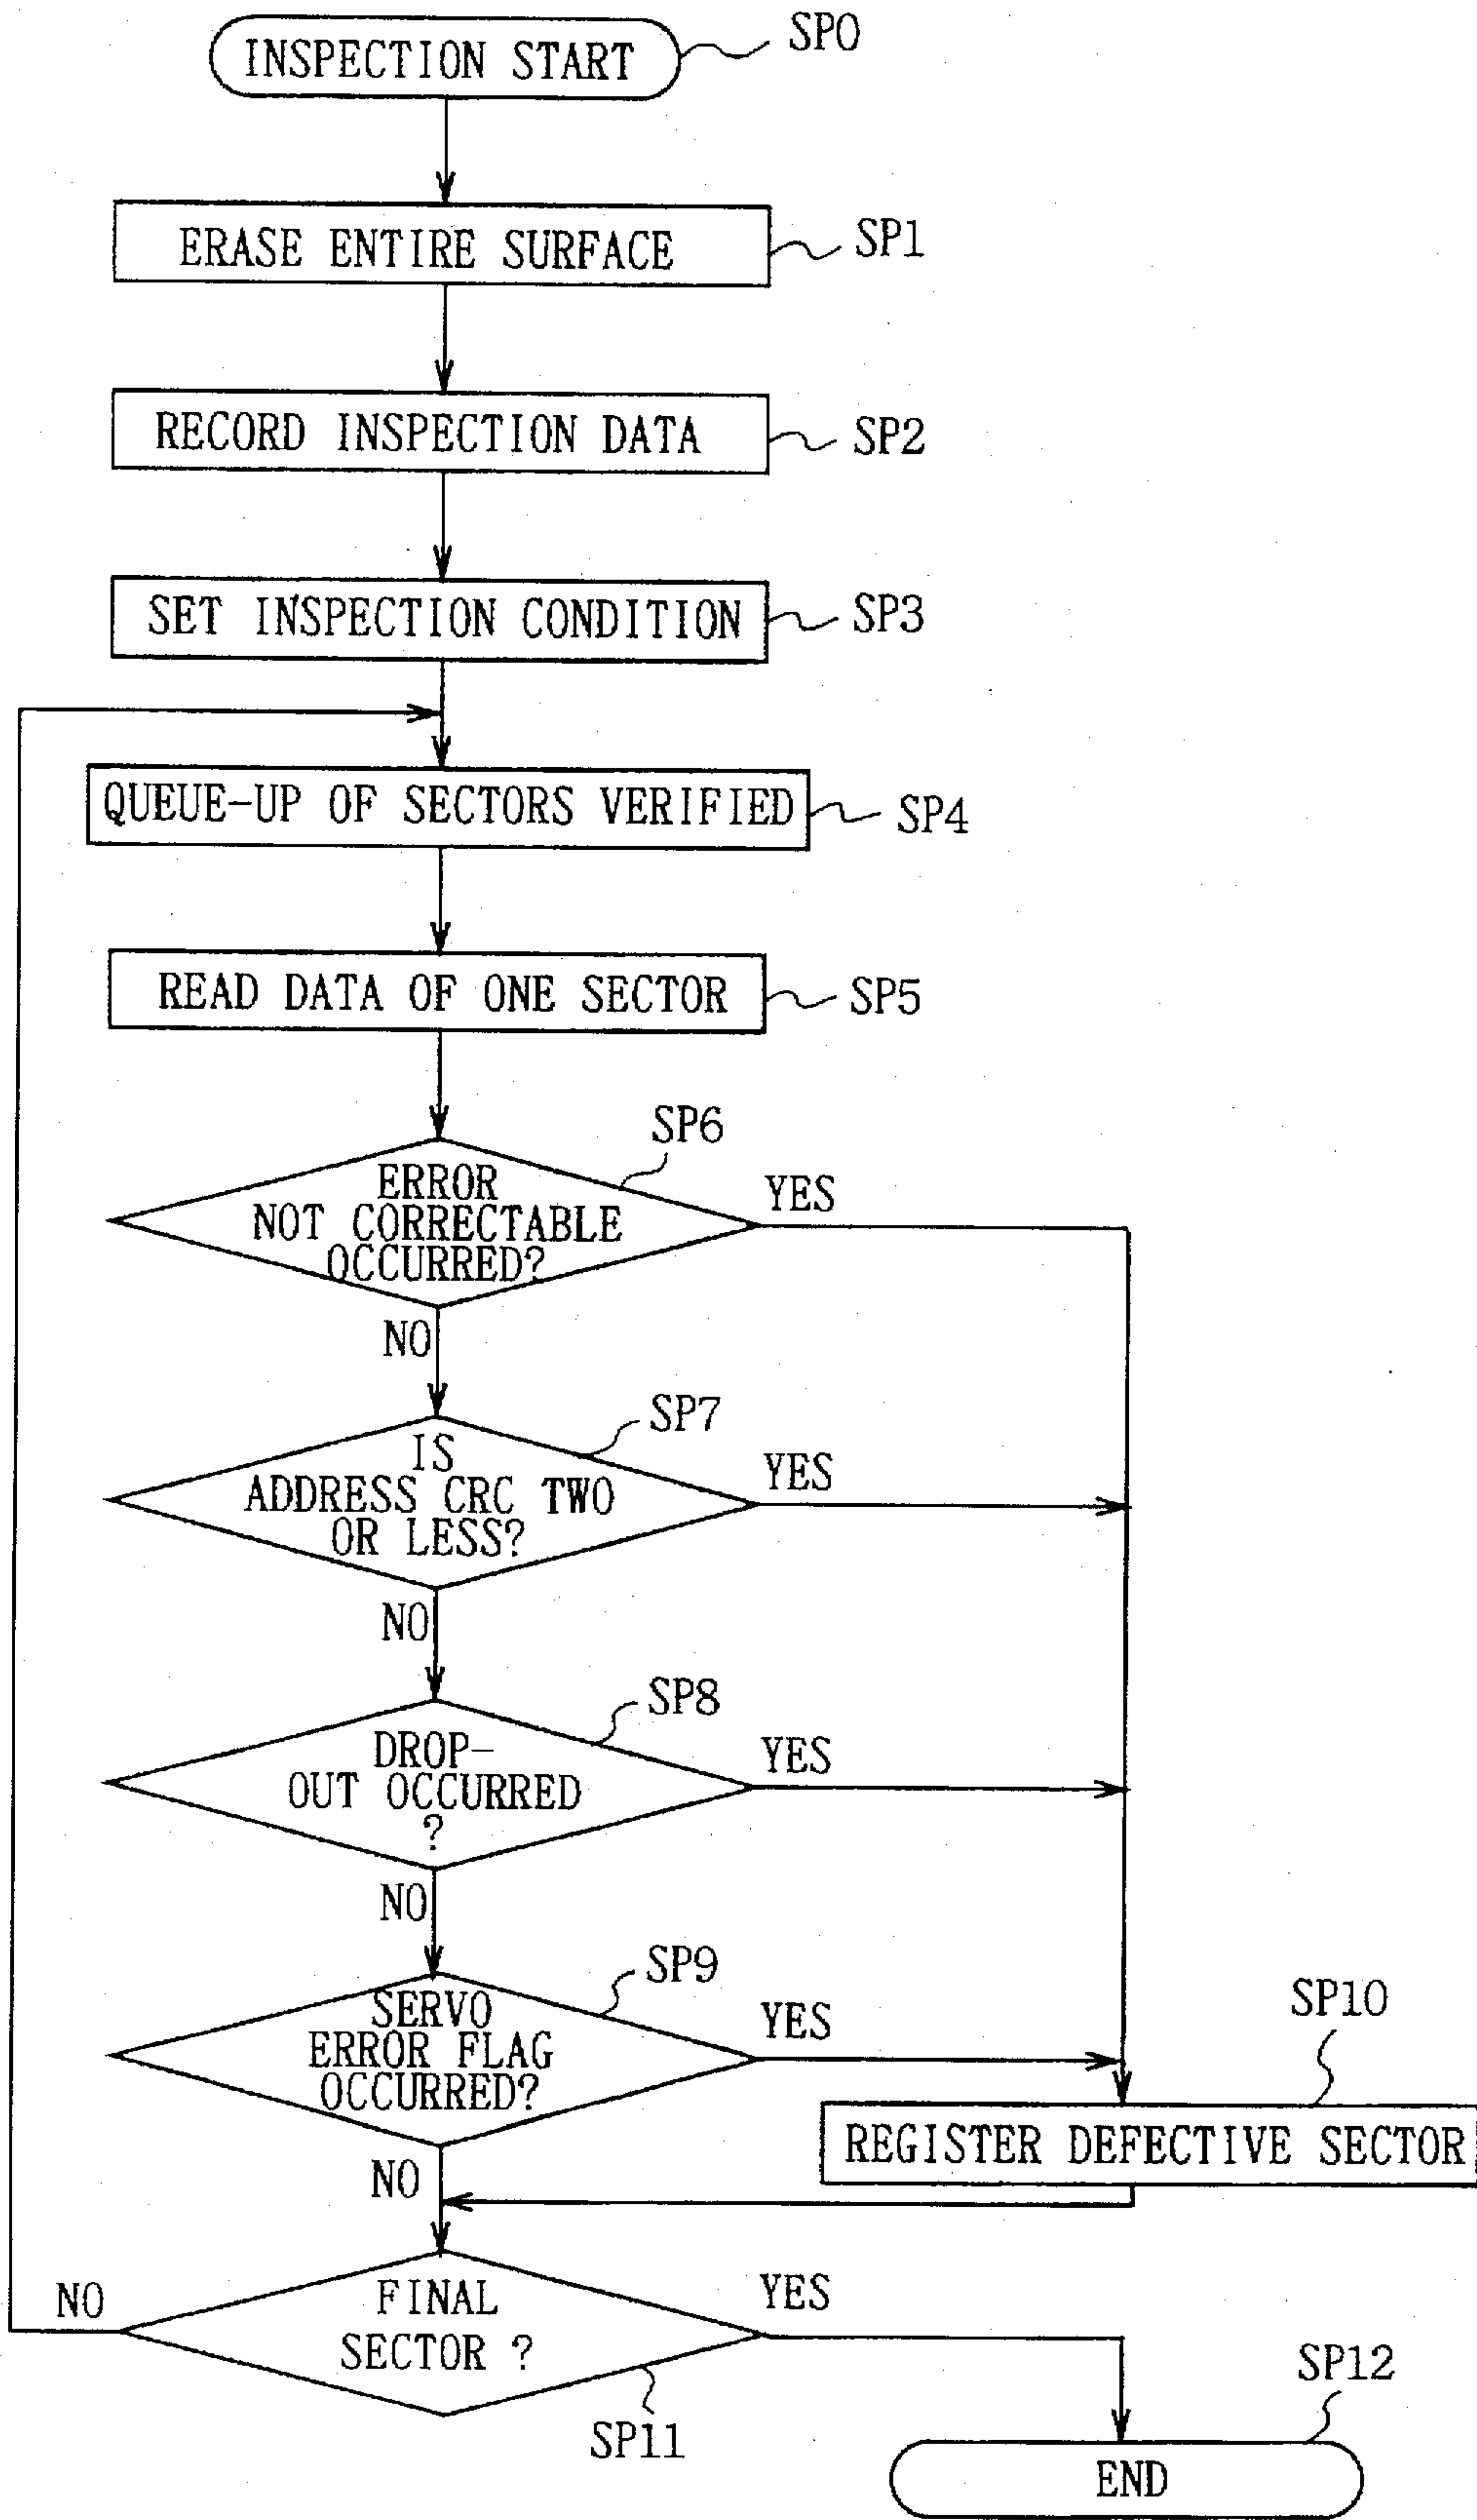 INSPECTION START
SP0
ERASE ENTIRE SURFACE
SP1
RECORD INSPECTION DATA
SP2
SET INSPECTION CONDITION
SP3
QUEUE-UP OF SECTORS VERIFIED
SP4
READ DATA OF ONE SECTOR
SP5
SP6
ERROR
NOT CORRECTABLE
OCCURRED?
YES
NO
SP7
IS
ADDRESS CRC TWO
OR LESS?
YES
NO
SP8
DROP-
OUT OCCURRED
?
YES
NO
SP9
SERVO
ERROR FLAG
OCCURRED?
YES
NO
SP10
REGISTER DEFECTIVE SECTOR
FINAL
SECTOR ?
NO
YES
SP11
SP12
END